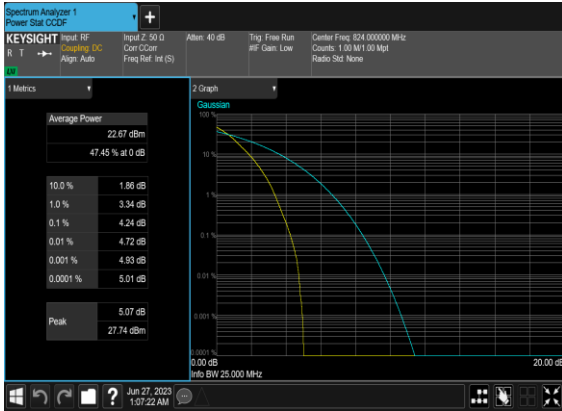 Spectrum Analyzer 1
Power Stat CCDF
+
KEYSIGHT
R T
LXI
Input: RF
Coupling: DC
Align: Auto
Input Z: 50 Ω
Corr CCorr
Freq Ref: Int (S)
Atten: 40 dB
Trig: Free Run
#IF Gain: Low
Center Freq: 824.000000 MHz
Counts: 1.00 M/1.00 Mpt
Radio Std: None
1 Metrics
Average Power
22.67 dBm
47.45 % at 0 dB
10.0 % 1.86 dB
1.0 % 3.34 dB
0.1 % 4.24 dB
0.01 % 4.72 dB
0.001 % 4.93 dB
0.0001 % 5.01 dB
Peak
5.07 dB
27.74 dBm
2 Graph
Gaussian
100 %
10 %
1 %
0.1 %
0.01 %
0.001 %
0.0001 %
0.00 dB 20.00 dB
Info BW 25.000 MHz
?
Jun 27, 2023
1:07:22 AM